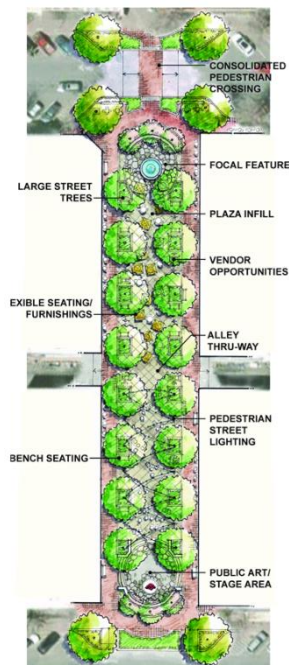 CONSOLIDATED
PEDESTRIAN
CROSSING
FOCAL FEATURE
LARGE STREET
TREES
PLAZA INFILL
VENDOR
OPPORTUNITIES
EXIBLE SEATING/
FURNISHINGS
ALLEY
THRU-WAY
PEDESTRIAN
STREET
LIGHTING
BENCH SEATING
PUBLIC ART/
STAGE AREA